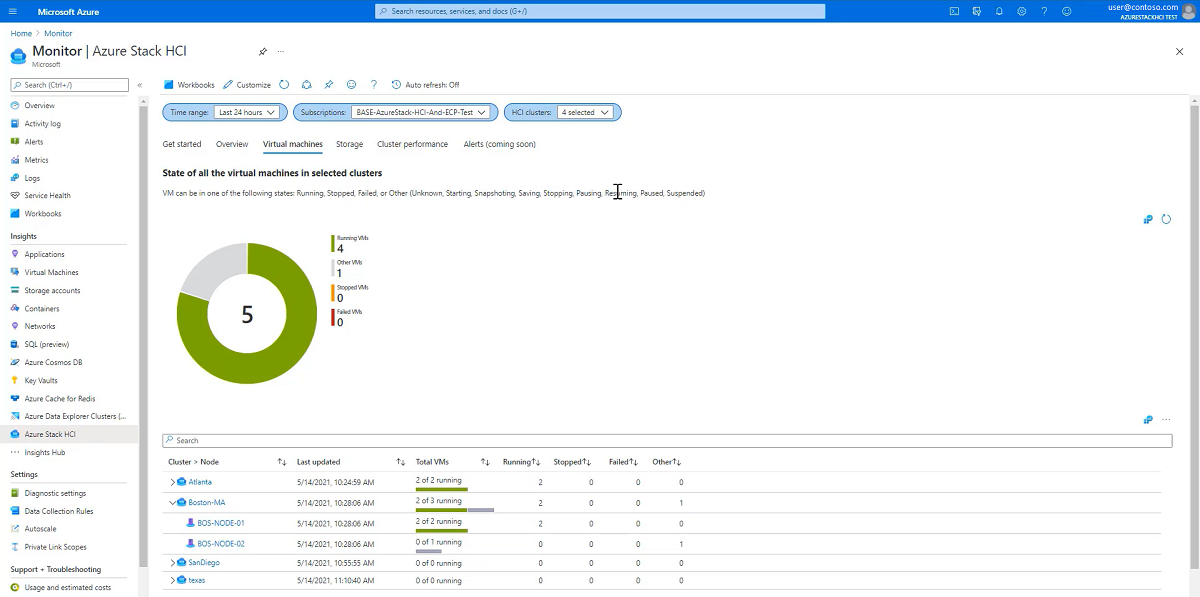 Microsoft Azure
Search resources, services, and docs (G+/)
user@contoso.com
AZURESTACKHCI TEST
Home > Monitor
Monitor | Azure Stack HCI
Microsoft
Search (Ctrl+/)
Overview
Activity log
Alerts
Metrics
Logs
Service Health
Workbooks
Insights
Applications
Virtual Machines
Storage accounts
Containers
Networks
SQL (preview)
Azure Cosmos DB
Key Vaults
Azure Cache for Redis
Azure Data Explorer Clusters (...
Azure Stack HCI
Insights Hub
Settings
Diagnostic settings
Data Collection Rules
Autoscale
Private Link Scopes
Support + Troubleshooting
Usage and estimated costs
Workbooks Customize ? Auto refresh: Off
Time range: Last 24 hours Subscriptions: BASE-AzureStack-HCI-And-ECP-Test HCI clusters: 4 selected
Get started Overview Virtual machines Storage Cluster performance Alerts (coming soon)
State of all the virtual machines in selected clusters
VM can be in one of the following states: Running, Stopped, Failed, or Other (Unknown, Starting, Snapshoting, Saving, Stopping, Pausing, Resuming, Paused, Suspended)
5
Running VMs
4
Other VMs
1
Stopped VMs
0
Failed VMs
0
Search
Cluster > Node Last updated Total VMs Running Stopped Failed Other
Atlanta 5/14/2021, 10:24:59 AM 2 of 2 running 2 0 0 0
Boston-MA 5/14/2021, 10:28:06 AM 2 of 3 running 2 0 0 1
BOS-NODE-01 5/14/2021, 10:28:06 AM 2 of 2 running 2 0 0 0
BOS-NODE-02 5/14/2021, 10:28:06 AM 0 of 1 running 0 0 0 1
SanDiego 5/14/2021, 10:55:55 AM 0 of 0 running 0 0 0 0
texas 5/14/2021, 11:10:40 AM 0 of 0 running 0 0 0 0